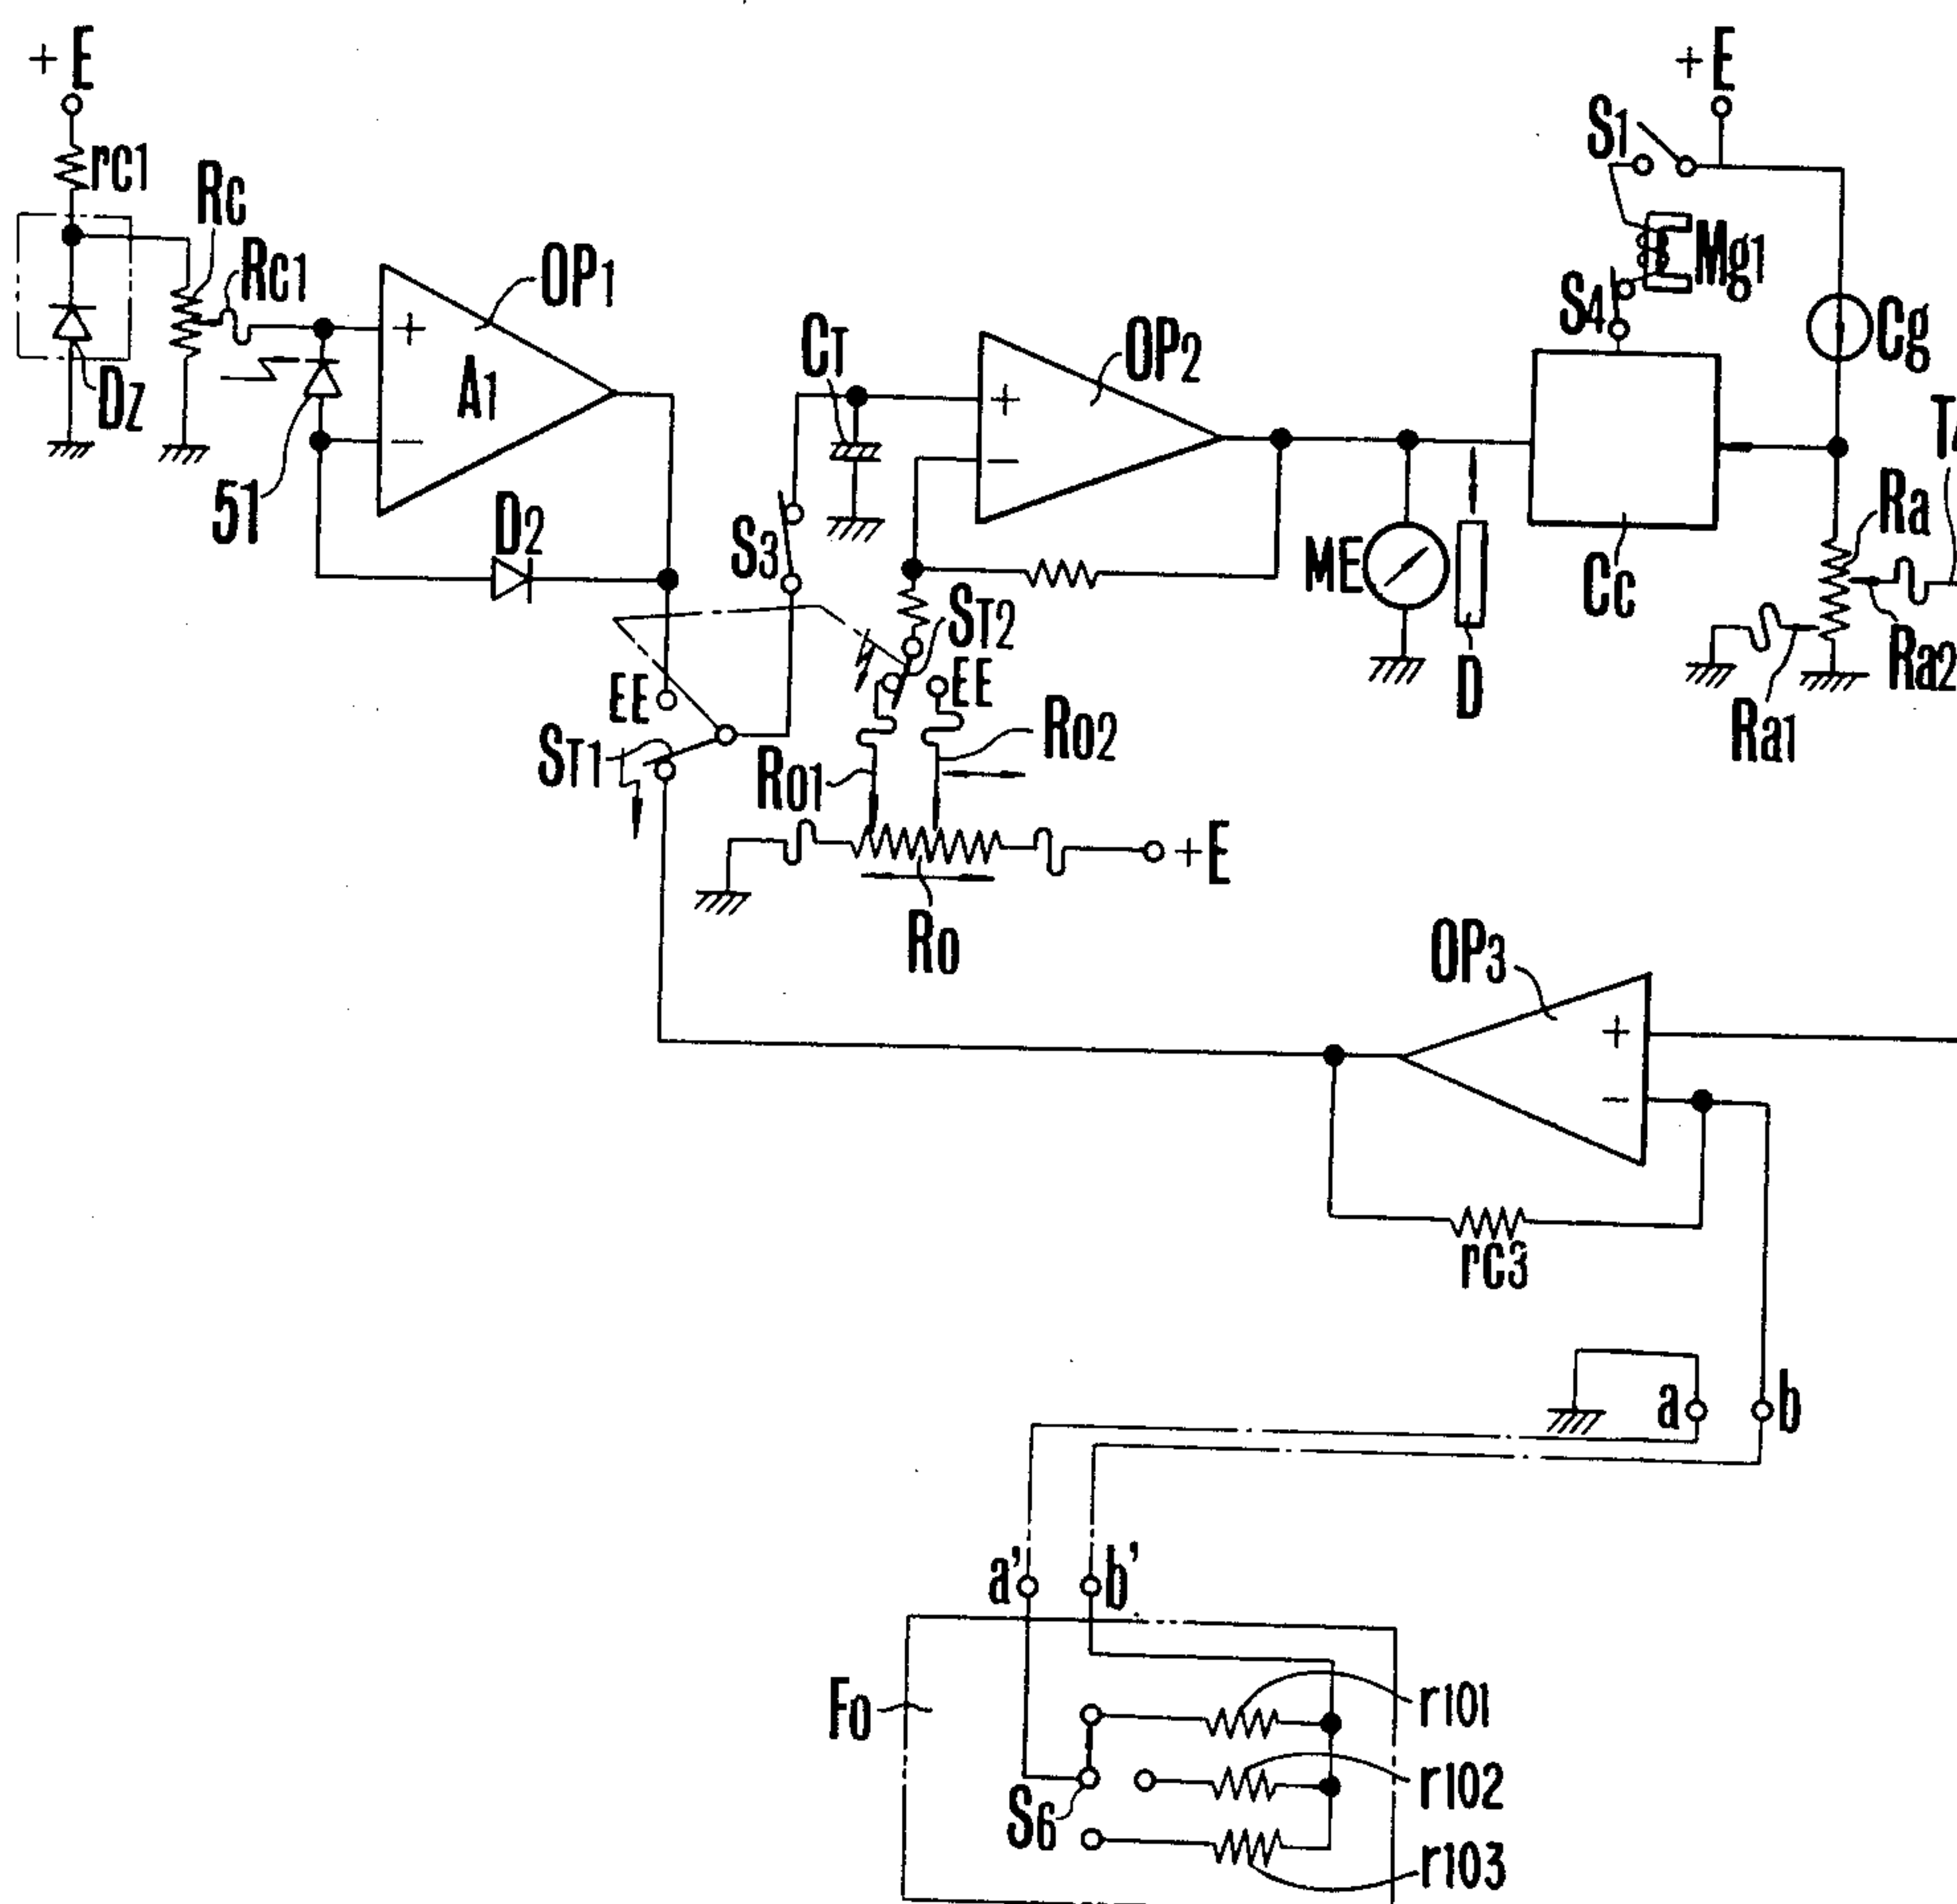 +E
rc1
Rc
Rc1
Dz
51
+
−
A1
OP1
D2
CT
S3
+
−
OP2
ST2
EE
EE
ST1
Ro1
Ro2
+E
Ro
ME
D
Cc
+E
S1
Mg1
S4
Cg
Ra
Ra2
Ra1
OP3
+
−
rc3
a
b
a'
b'
Fo
S6
r101
r102
r103